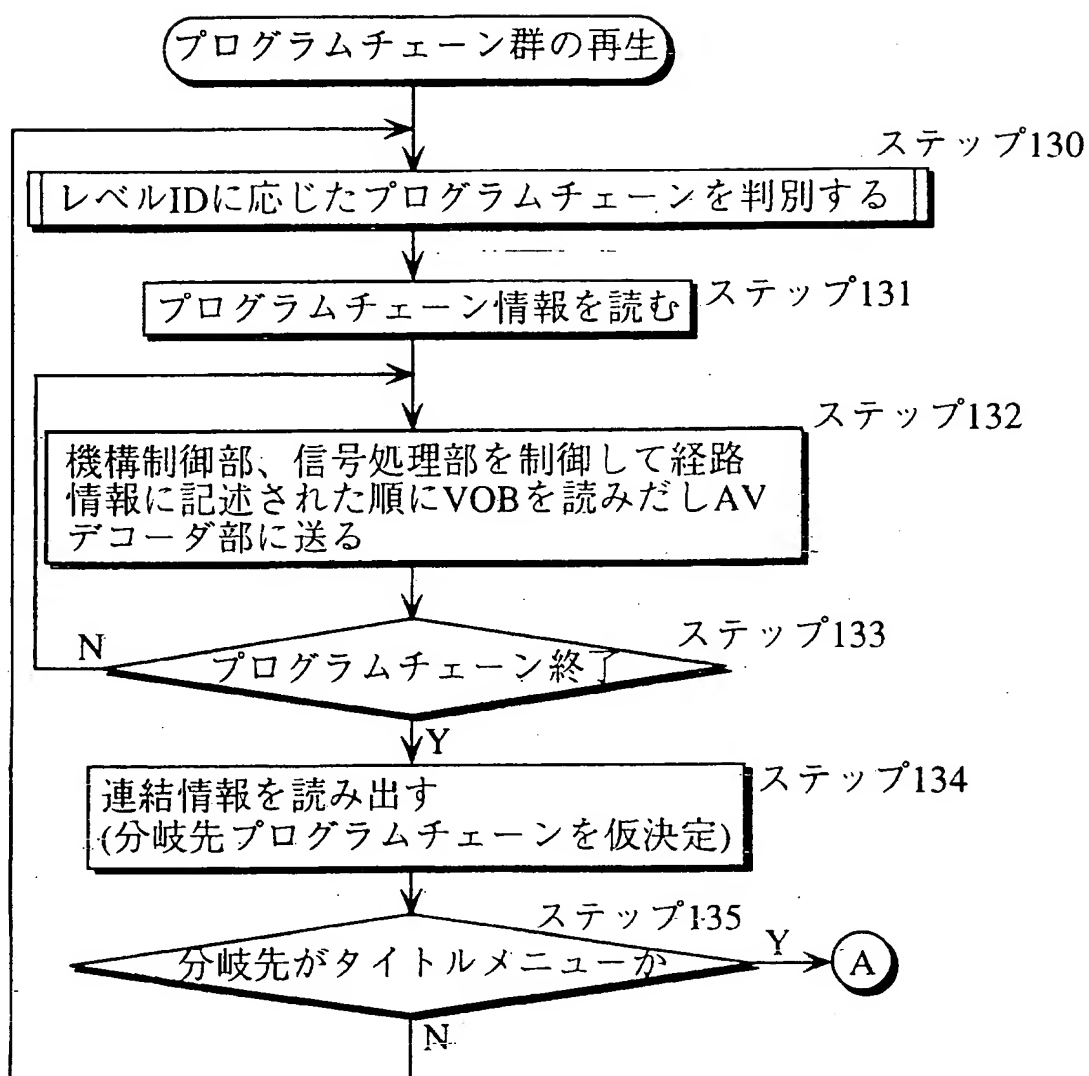 プログラムチェーン群の再生
ステップ130
レベルIDに応じたプログラムチェーンを判別する
プログラムチェーン情報を読む
ステップ131
ステップ132
機構制御部、信号処理部を制御して経路
情報に記述された順にVOBを読みだしAV
デコーダ部に送る
ステップ133
N
プログラムチェーン終了
Y
ステップ134
連結情報を読み出す
(分岐先プログラムチェーンを仮決定)
ステップ135
分岐先がタイトルメニューか
Y
A
N